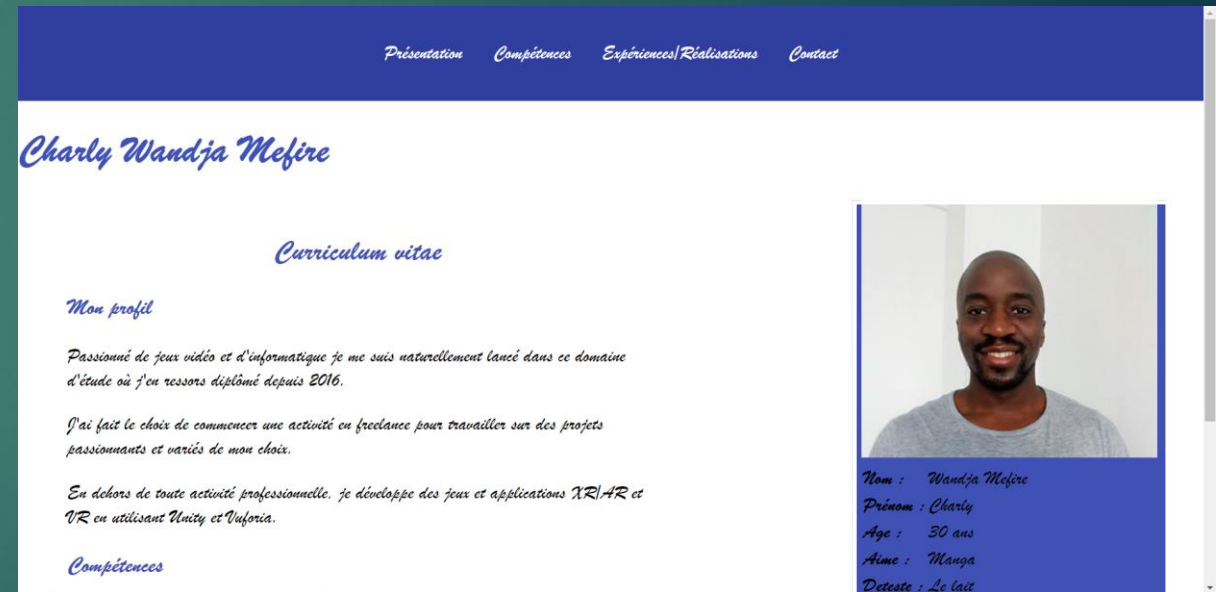 Présentation Compétences Expériences/Réalisations Contact
Charly Wandja Mefire
Curriculum vitae
Mon profil
Passionné de jeux vidéo et d'informatique je me suis naturellement lancé dans ce domaine
d'étude où j'en ressors diplômé depuis 2016.
J'ai fait le choix de commencer une activité en freelance pour travailler sur des projets
passionnants et variés de mon choix.
En dehors de toute activité professionnelle, je développe des jeux et applications XR/AR et
VR en utilisant Unity et Vuforia.
Compétences
Nom : Wandja Mefire
Prénom : Charly
Age : 30 ans
Aime : Manga
Deteste : Le lait